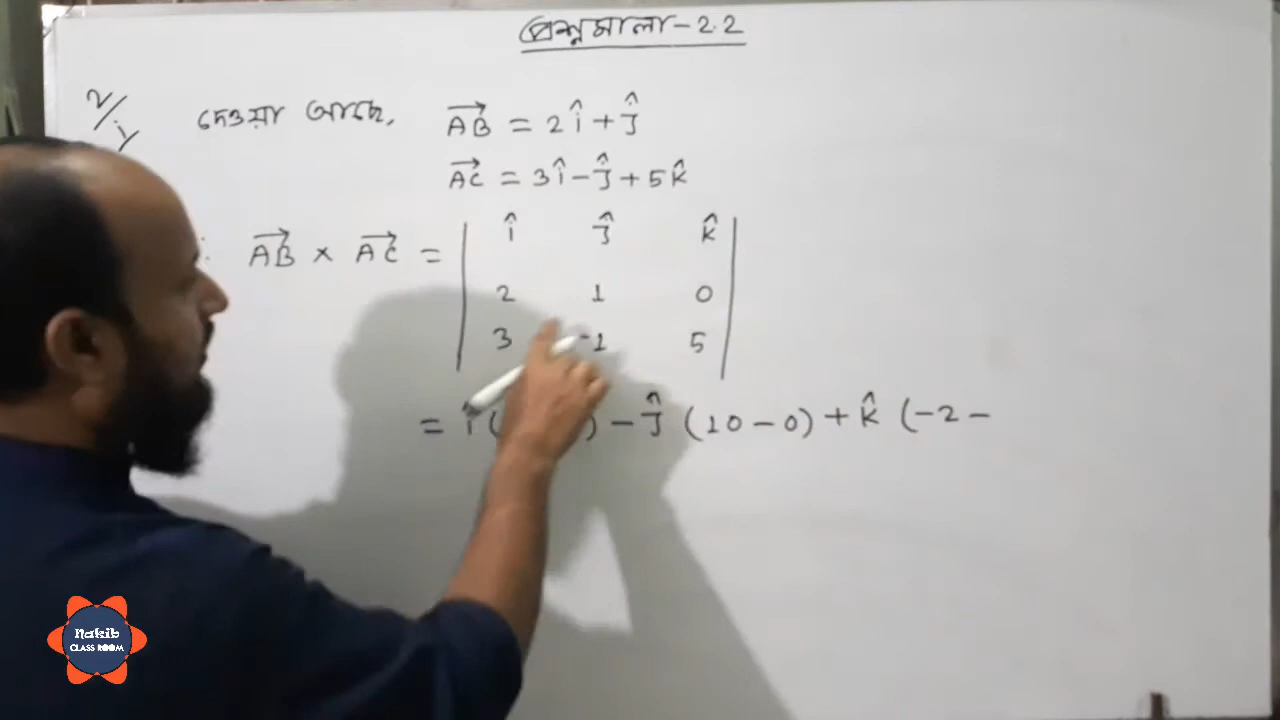 প্রশ্নমালা-2.2
2/i দেওয়া আছে, AB→ = 2î + ĵ
AC→ = 3î - ĵ + 5k̂
AB→ × AC→ = | î ĵ k̂ |
2 1 0
3 -1 5
= î ( ) - ĵ (10 - 0) + k̂ (-2 -
Nakib
CLASS ROOM